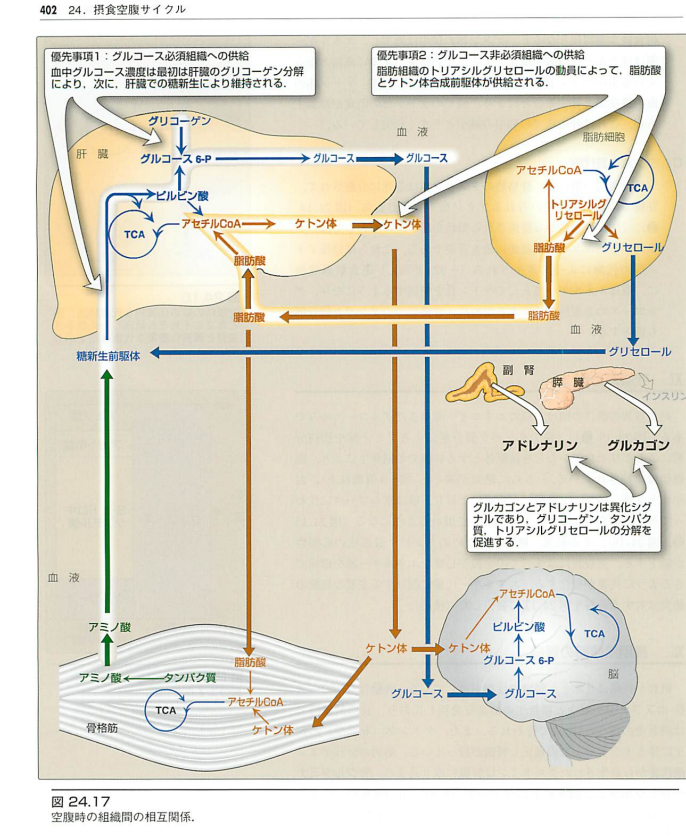 402 24. 摂食空腹サイクル
優先事項1：グルコース必須組織への供給
血中グルコース濃度は最初は肝臓のグリコーゲン分解
により，次に，肝臓での糖新生により維持される．
優先事項2：グルコース非必須組織への供給
脂肪組織のトリアシルグリセロールの動員によって，脂肪酸
とケトン体合成前駆体が供給される．
グリコーゲン
血 液
肝 臓
脂肪細胞
グルコース 6-P
グルコース
グルコース
アセチルCoA
TCA
ピルビン酸
トリアシルグ
リセロール
アセチルCoA
ケトン体
ケトン体
TCA
脂肪酸
グリセロール
脂肪酸
脂肪酸
脂肪酸
血 液
糖新生前駆体
グリセロール
副 腎
膵 臓
インスリン
アドレナリン
グルカゴン
グルカゴンとアドレナリンは異化シグ
ナルであり，グリコーゲン，タンパク
質，トリアシルグリセロールの分解を
促進する．
血 液
アセチルCoA
アミノ酸
ピルビン酸
TCA
ケトン体
ケトン体
脂肪酸
グルコース 6-P
アミノ酸
タンパク質
脳
グルコース
グルコース
アセチルCoA
TCA
骨格筋
ケトン体
図 24.17
空腹時の組織間の相互関係．